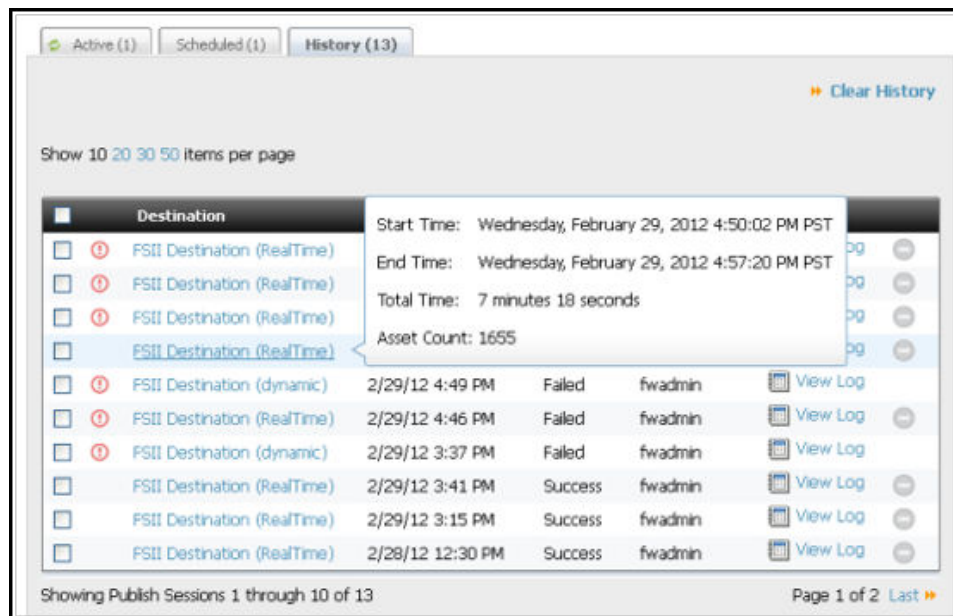 Active (1) Scheduled (1) History (13)
Clear History
Show 10 20 30 50 items per page
Destination
Start Time: Wednesday, February 29, 2012 4:50:02 PM PST
FSII Destination (RealTime)
End Time: Wednesday, February 29, 2012 4:57:20 PM PST
FSII Destination (RealTime)
Total Time: 7 minutes 18 seconds
FSII Destination (RealTime)
Asset Count: 1655
FSII Destination (RealTime)
FSII Destination (dynamic) 2/29/12 4:49 PM Failed fwadmin View Log
FSII Destination (RealTime) 2/29/12 4:46 PM Failed fwadmin View Log
FSII Destination (dynamic) 2/29/12 3:37 PM Failed fwadmin View Log
FSII Destination (RealTime) 2/29/12 3:41 PM Success fwadmin View Log
FSII Destination (RealTime) 2/29/12 3:15 PM Success fwadmin View Log
FSII Destination (RealTime) 2/28/12 12:30 PM Success fwadmin View Log
Showing Publish Sessions 1 through 10 of 13 Page 1 of 2 Last